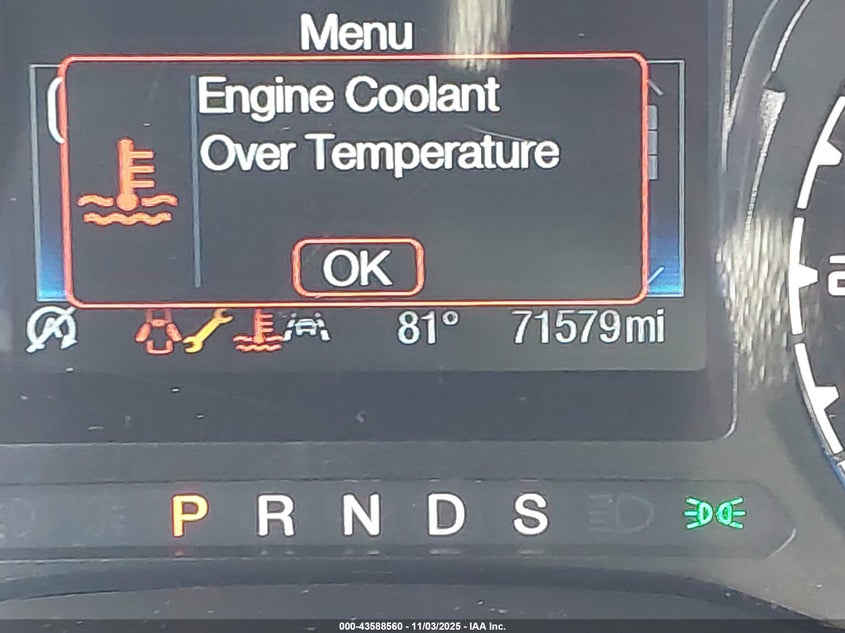 Menu
Engine Coolant
Over Temperature
OK
81° 71579mi
P R N D S
000-43588560 - 11/03/2025 - IAA Inc.